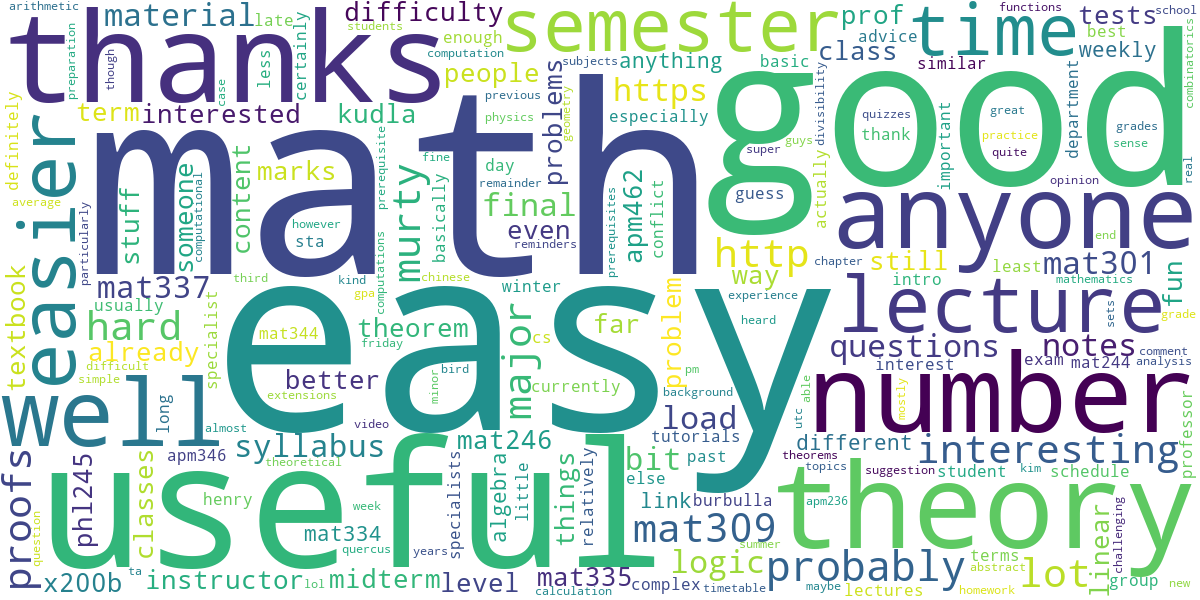 arithmetic
thanks
preparation
though
material
late
students
case
less
certainly
difficulty
enough
computation
people
semester
subjects
anything
prof
advice
class
functions
time
tests
school
best
weekly
similar
basic
good
combinatorics
term
interested
kudla
previous
physics
problems
geometry
https
especially
divisibility
guys
quizzes
thank
great
practice
quite
important
department
grades
sense
real
definitely
average
easier
math
super
guess
actually
opinion
particularly
stuff
someone
computational
content
marks
however
sta
prerequisite
murty
fine
basically
day
remainder
final
even
reminders
prerequisites
apm462
conflict
anyone
end
third
kind
gpa
computations
chinese
winter
http
way
chapter
still
least
intro
mat301
mathematics
fun
mat337
usually
textbook
hard
specialist
mat344
friday
theorem
easy
experience
heard
lecture
sets
grade
already
difficult
simple
better
major
cs
far
problem
pm
questions
interest
notes
exam
mat244
comment
analysis
extensions
minor
bird
currently
background
utc
able
mostly
number
well
long
almost
video
load
syllabus
mat246
tutorials
different
interesting
professor
apm346
theoretical
specialists
algebra
little
things
relatively
bit
else
past
theorems
topics
suggestion
student
kim
schedule
proofs
question
phl245
classes
useful
henry
week
link
burbulla
apm236
theory
linear
challenging
mat334
quercus
mat309
logic
summer
probably
terms
abstract
lot
x200b
ta
instructor
lol
midterm
years
level
mat335
calculation
complex
timetable
maybe
lectures
homework
group
new